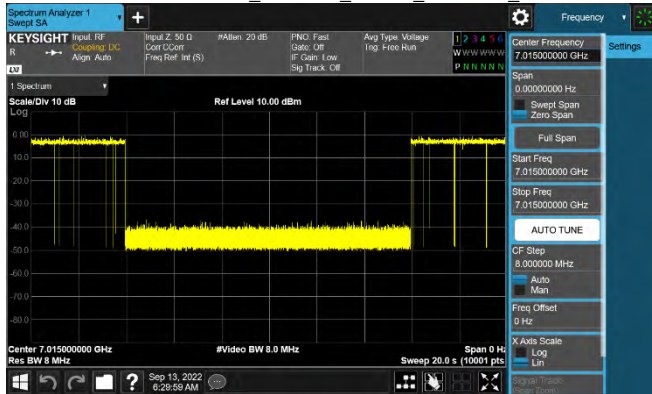 Spectrum Analyzer 1
Swept SA
Frequency
KEYSIGHT
R
LXI
Input: RF
Coupling: DC
Align: Auto
Input Z: 50 Ω
Corr CCorr
Freq Ref: Int (S)
#Atten: 20 dB
PNO: Fast
Gate: Off
IF Gain: Low
Sig Track: Off
Avg Type: Voltage
Trig: Free Run
1 2 3 4 5 6
W W W W W W
P N N N N N
1 Spectrum
Scale/Div 10 dB
Ref Level 10.00 dBm
Log
0.00
-10.0
-20.0
-30.0
-40.0
-50.0
-60.0
-70.0
-80.0
Center 7.015000000 GHz
Res BW 8 MHz
#Video BW 8.0 MHz
Span 0 Hz
Sweep 20.0 s (10001 pts
?
Sep 13, 2022
6:29:59 AM
Center Frequency
7.015000000 GHz
Settings
Span
0.00000000 Hz
Swept Span
Zero Span
Full Span
Start Freq
7.015000000 GHz
Stop Freq
7.015000000 GHz
AUTO TUNE
CF Step
8.000000 MHz
Auto
Man
Freq Offset
0 Hz
X Axis Scale
Log
Lin
Signal Track
(Span Zoom)